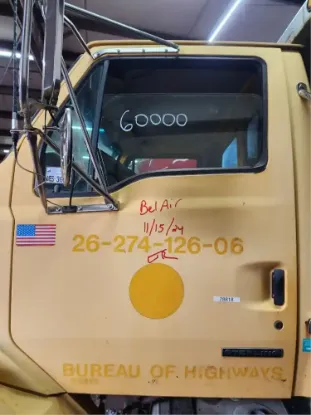 60000
Bel Air
11/15/24
26-274-126-06
BUREAU OF HIGHWAYS